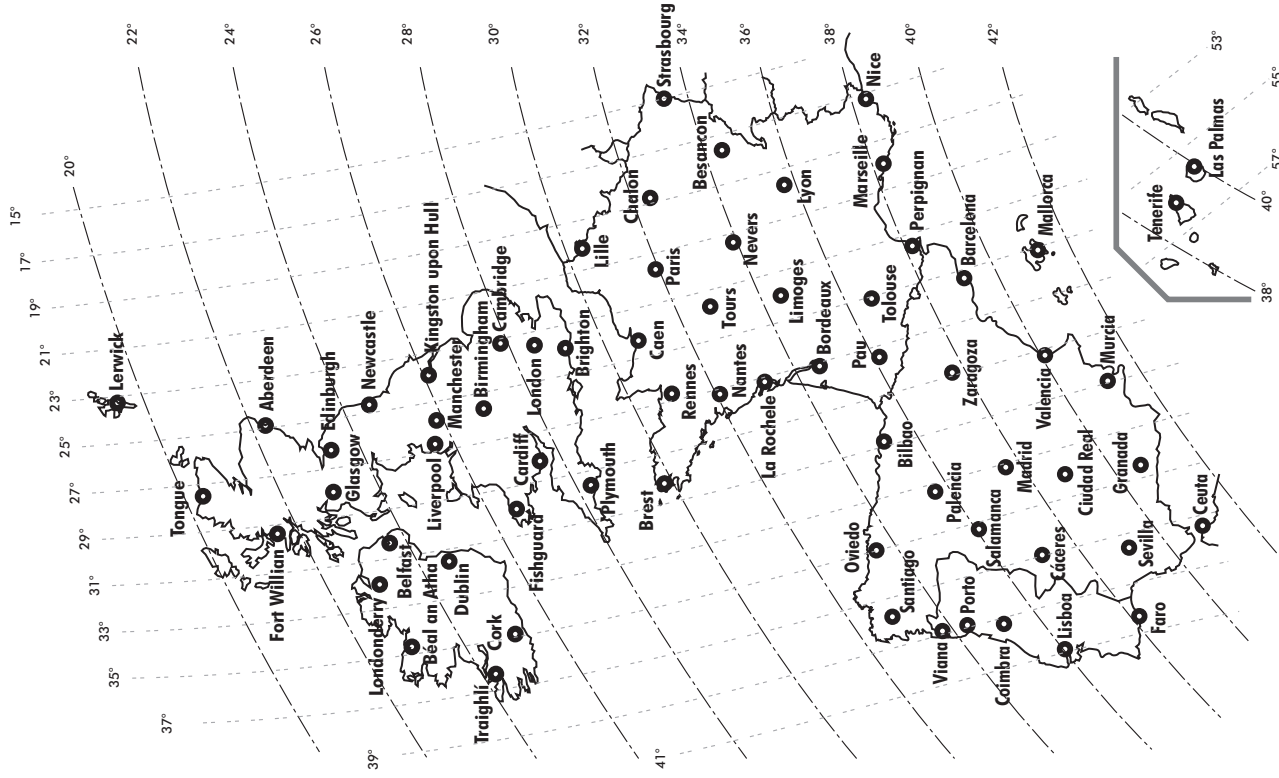 22°
24°
26°
28°
30°
32°
34°
36°
38°
40°
42°
20°
15°
17°
19°
21°
23°
25°
27°
29°
31°
33°
35°
37°
39°
41°
Lerwick
Aberdeen
Tongue
Edinburgh
Glasgow
Fort Willian
Newcastle
Kingston upon Hull
Manchester
Liverpool
Birmingham
Cambridge
London
Brighton
Cardiff
Fishguard
Plymouth
Londonderry
Belfast
Béal an Atha
Dublin
Cork
Traighli
Strasbourg
Besancon
Chalon
Lille
Paris
Caen
Rennes
Brest
Nantes
Tours
Nevers
Lyon
Limoges
La Rochele
Bordeaux
Nice
Marseille
Perpignan
Tolouse
Pau
Barcelona
Mallorca
Zaragoza
Valencia
Murcia
Bilbao
Oviedo
Santiago
Palencia
Salamanca
Madrid
Ciudad Real
Granada
Caceres
Sevilla
Ceuta
Viana
Porto
Coimbra
Lisboa
Faro
Tenerife
Las Palmas
53°
55°
57°
40°
38°